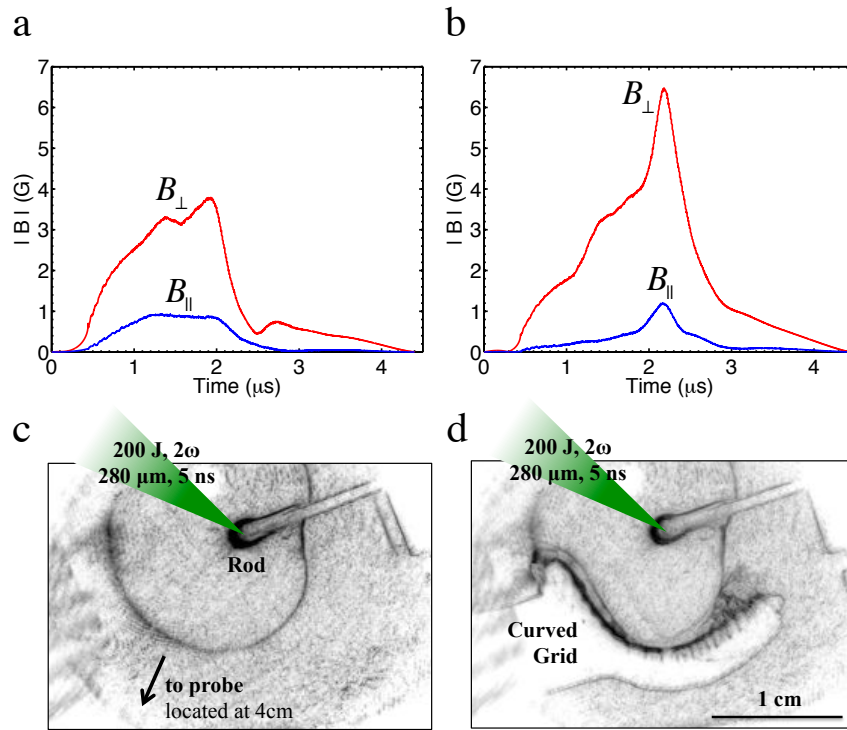 a
b
7
6
5
4
3
2
1
0
| B | (G)
B⊥
B∥
0 1 2 3 4
Time (μs)
7
6
5
4
3
2
1
0
| B | (G)
B⊥
B∥
0 1 2 3 4
Time (μs)
c
200 J, 2ω
280 μm, 5 ns
Rod
to probe
located at 4cm
d
200 J, 2ω
280 μm, 5 ns
Curved
Grid
1 cm